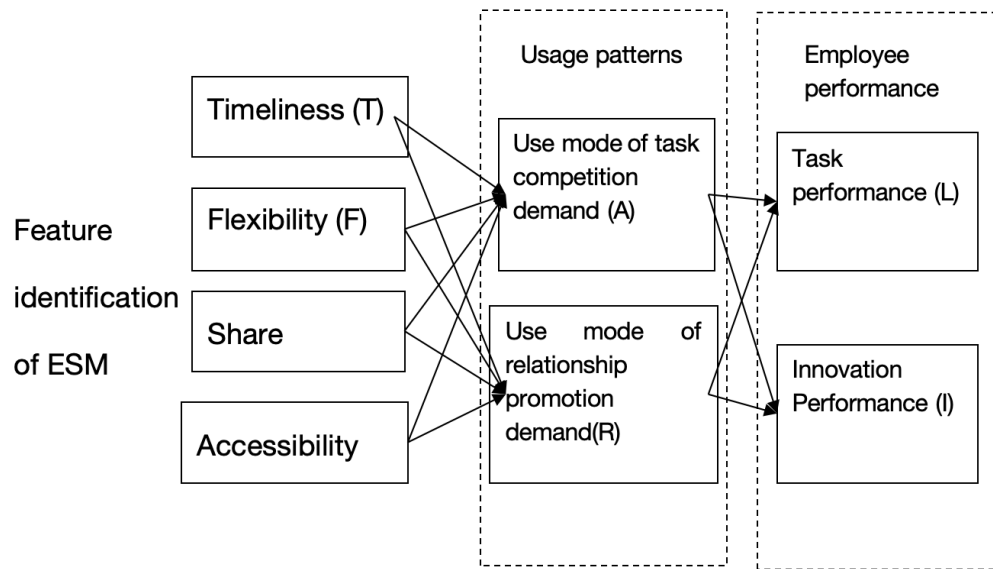 Feature
identification
of ESM
Timeliness (T)
Flexibility (F)
Share
Accessibility
Usage patterns
Use mode of task
competition
demand (A)
Use mode of
relationship
promotion
demand(R)
Employee
performance
Task
performance (L)
Innovation
Performance (I)